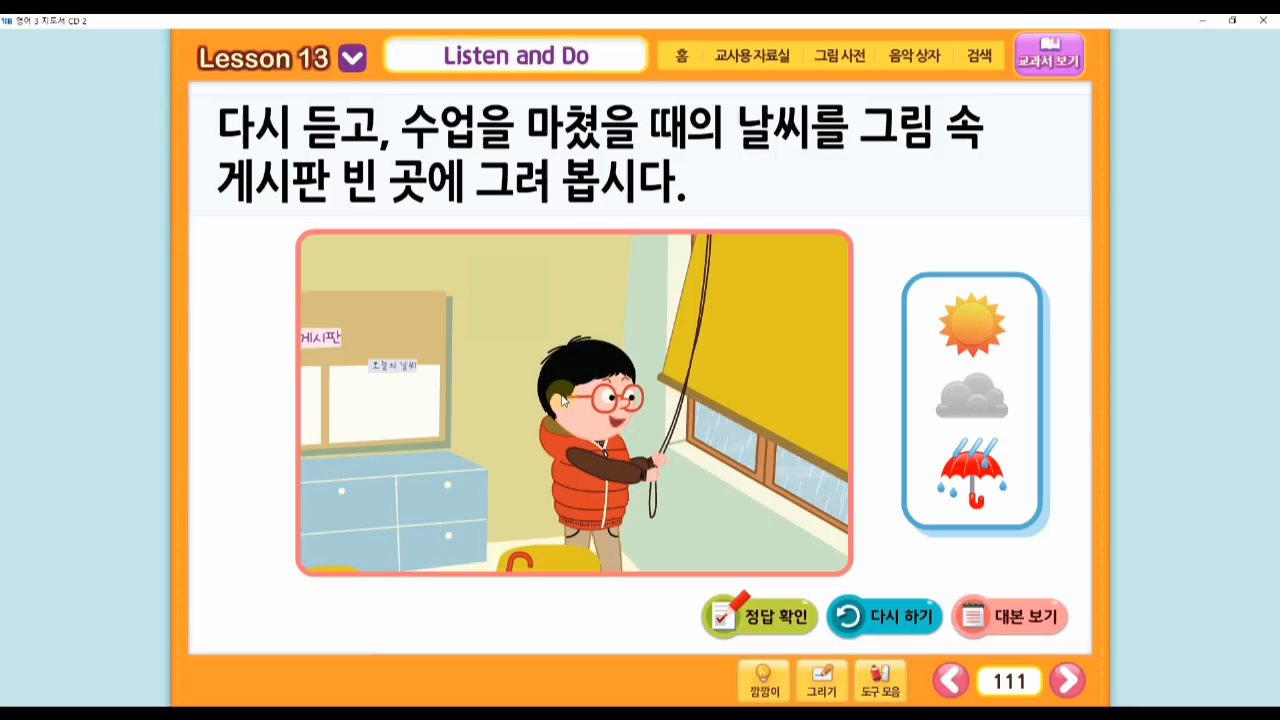 영어 3 지도서 CD 2
Lesson 13
Listen and Do
홈 교사용 자료실 그림 사전 음악 상자 검색
교과서 보기
다시 듣고, 수업을 마쳤을 때의 날씨를 그림 속
게시판 빈 곳에 그려 봅시다.
게시판
오늘의 날씨
정답 확인
다시 하기
대본 보기
깜깜이
그리기
도구 모음
111